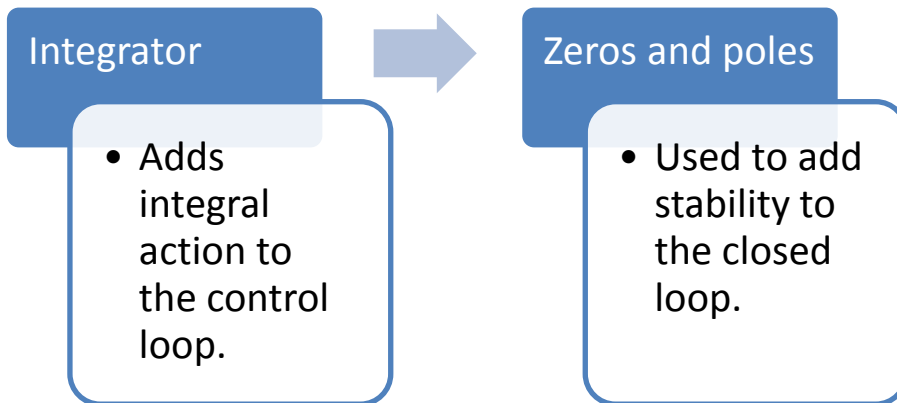 Integrator
• Adds
integral
action to
the control
loop.
Zeros and poles
• Used to add
stability to
the closed
loop.